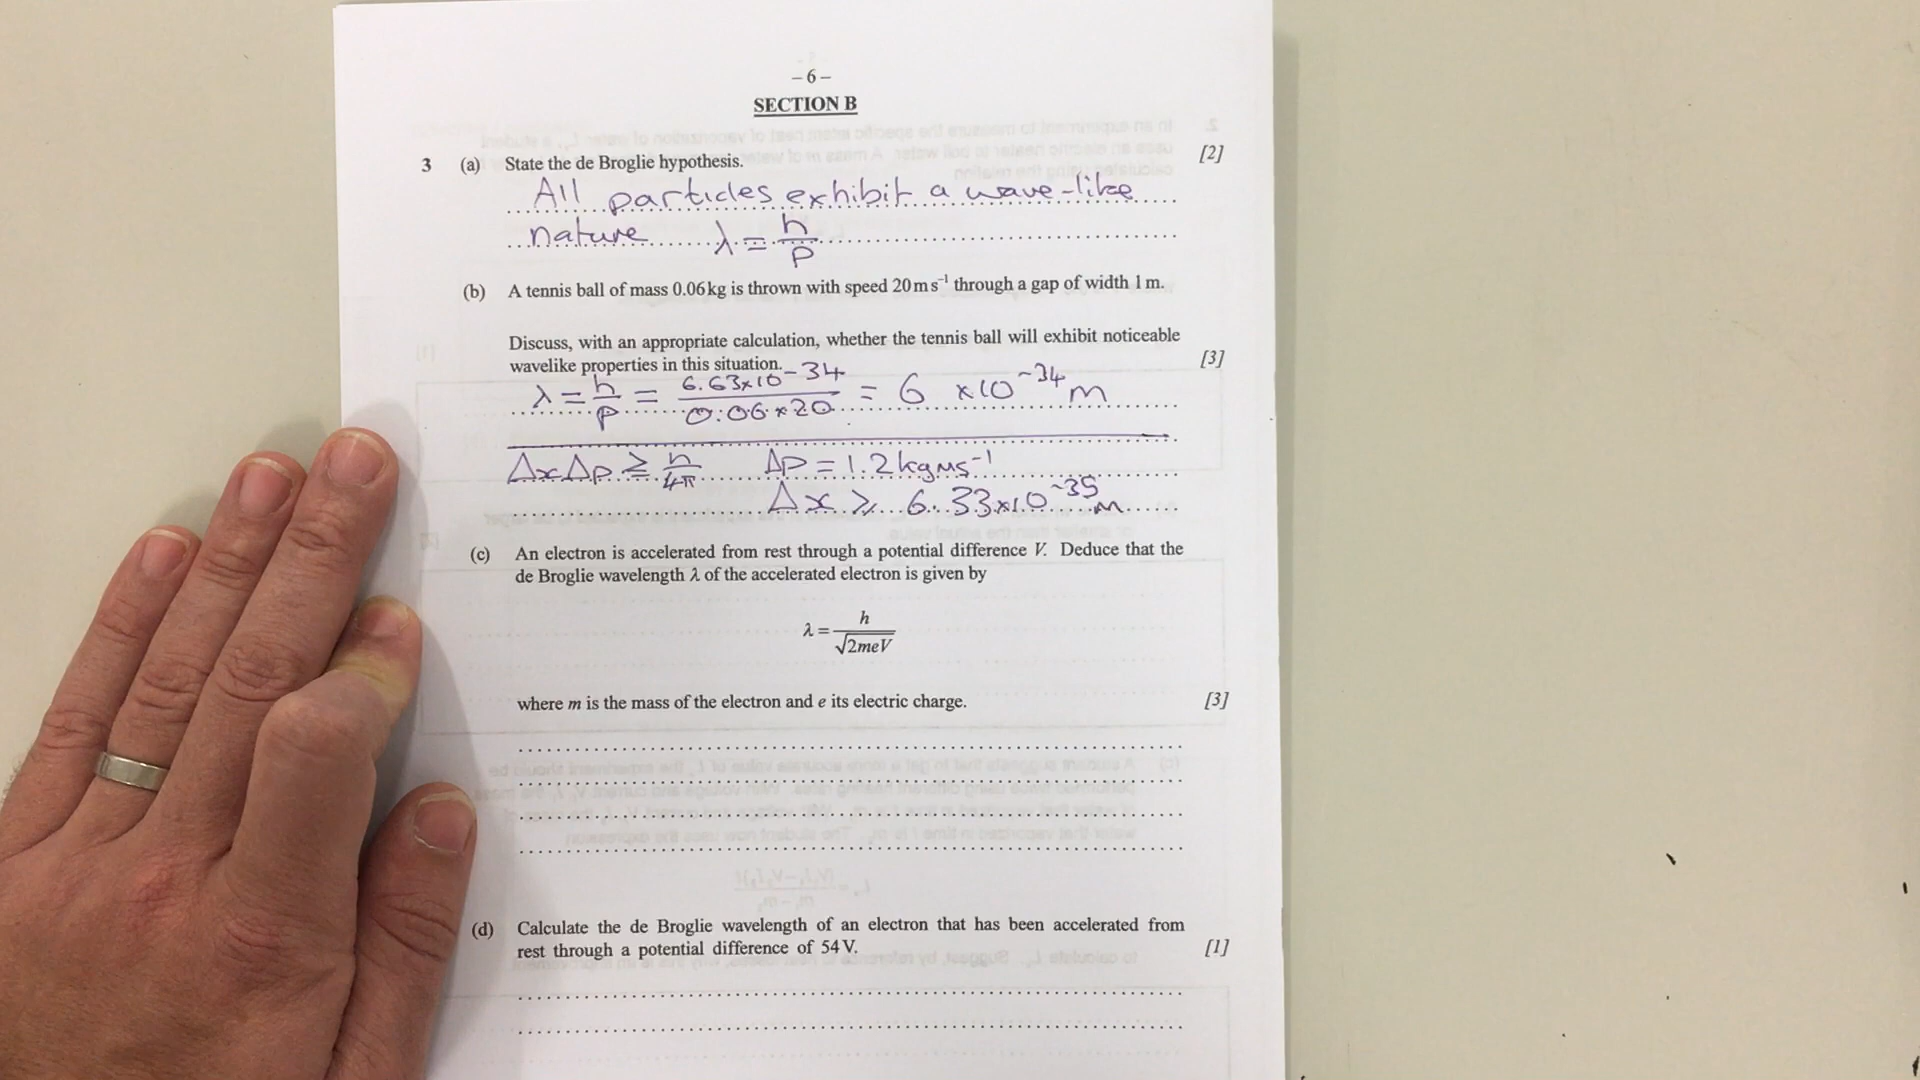 – 6 –
SECTION B
3 (a) State the de Broglie hypothesis. [2]
All particles exhibit a wave-like
nature λ = h/p
(b) A tennis ball of mass 0.06 kg is thrown with speed 20 m s⁻¹ through a gap of width 1 m.
Discuss, with an appropriate calculation, whether the tennis ball will exhibit noticeable
wavelike properties in this situation. [3]
λ = h/p = 6.63×10⁻³⁴/0.06×20 = 6 ×10⁻³⁴ m
ΔxΔp ≥ h/4π Δp = 1.2 kgms⁻¹
Δx ≥ 6.33×10⁻³⁵ m
(c) An electron is accelerated from rest through a potential difference V. Deduce that the
de Broglie wavelength λ of the accelerated electron is given by
λ = h/√2meV
where m is the mass of the electron and e its electric charge. [3]
(d) Calculate the de Broglie wavelength of an electron that has been accelerated from
rest through a potential difference of 54 V. [1]